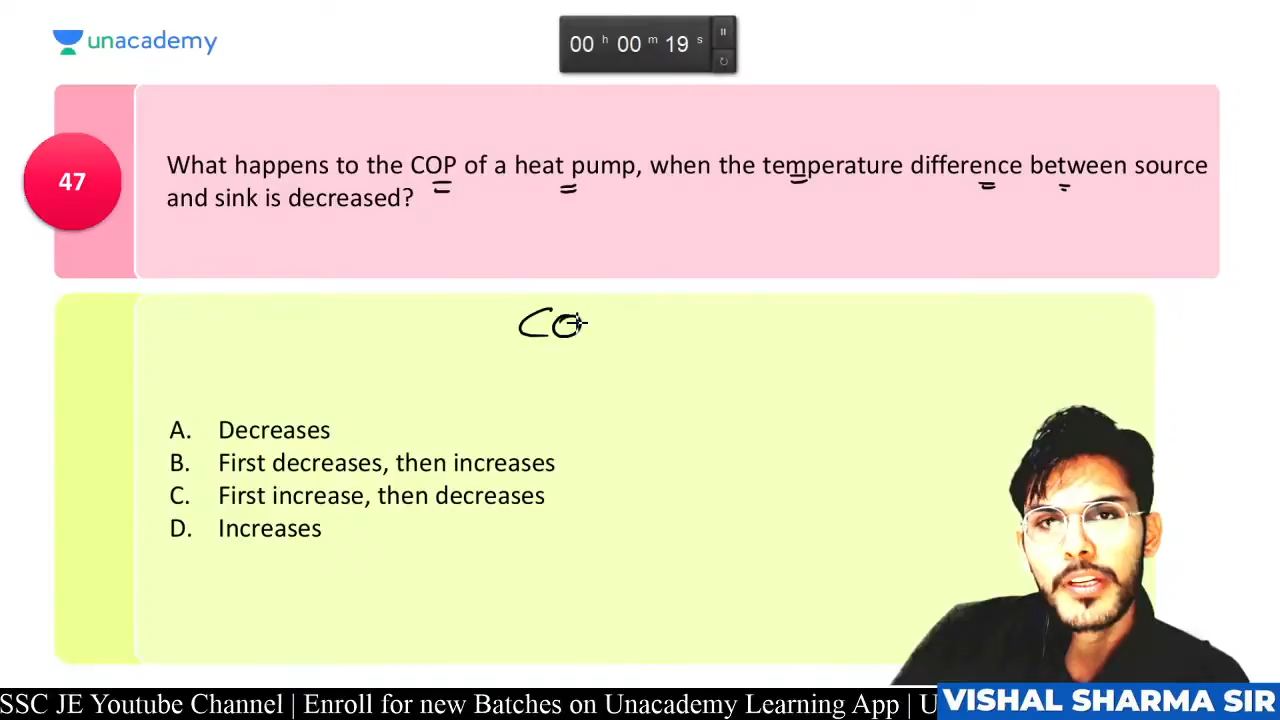 unacademy
00 h 00 m 19 s
47
What happens to the COP of a heat pump, when the temperature difference between source
and sink is decreased?
CO
A. Decreases
B. First decreases, then increases
C. First increase, then decreases
D. Increases
SSC JE Youtube Channel | Enroll for new Batches on Unacademy Learning App | U
VISHAL SHARMA SIR